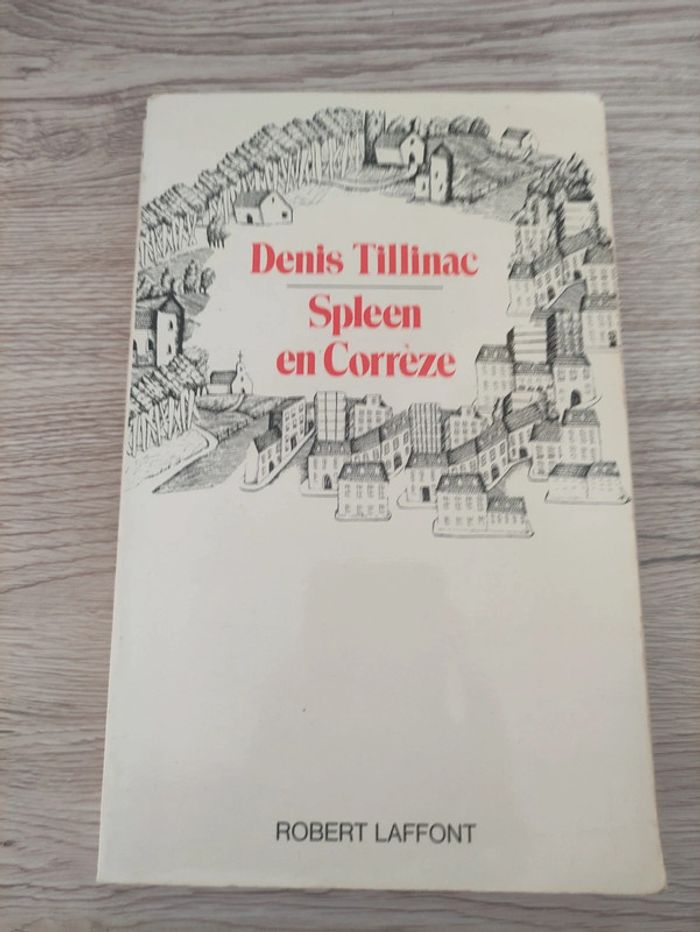 Denis Tillinac
Spleen
en Corrèze
ROBERT LAFFONT